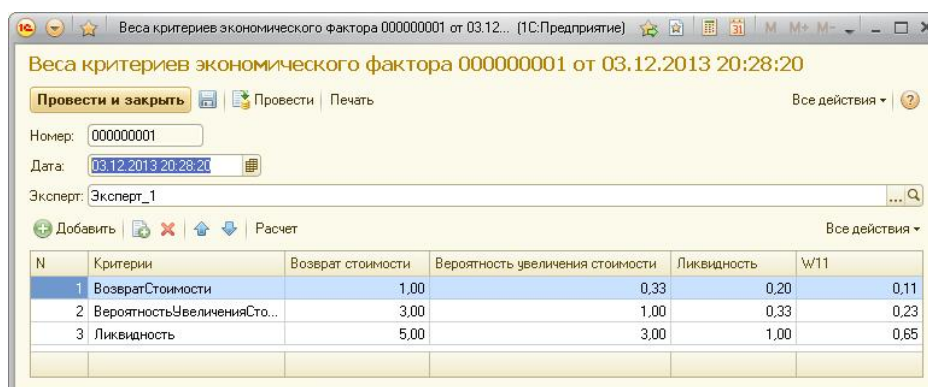 1С Веса критериев экономического фактора 000000001 от 03.12... (1С:Предприятие) 31 M M+ M-
Веса критериев экономического фактора 000000001 от 03.12.2013 20:28:20
Провести и закрыть Провести Печать Все действия ?
Номер: 000000001
Дата: 03.12.2013 20:28:20
Эксперт: Эксперт_1 ...
Добавить Расчет Все действия
N Критерии Возврат стоимости Вероятность увеличения стоимости Ликвидность W11
1 ВозвратСтоимости 1,00 0,33 0,20 0,11
2 ВероятностьУвеличенияСто... 3,00 1,00 0,33 0,23
3 Ликвидность 5,00 3,00 1,00 0,65